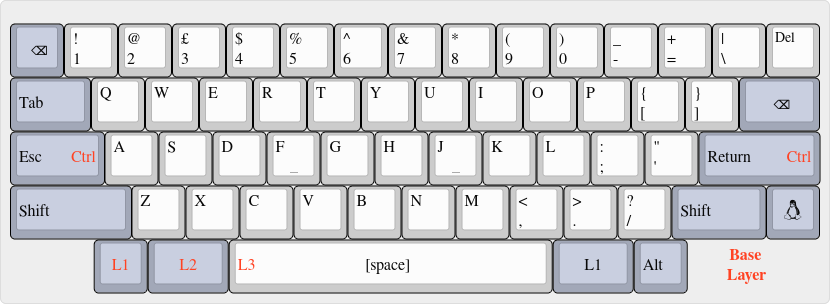 ⌫ ! 1 @ 2 £ 3 $ 4 % 5 ^ 6 & 7 * 8 ( 9 ) 0 _ - + = | \ Del
Tab Q W E R T Y U I O P { [ } ] ⌫
Esc Ctrl A S D F _ G H J _ K L : ; " ' Return Ctrl
Shift Z X C V B N M < , > . ? / Shift
L1 L2 L3 [space] L1 Alt
Base
Layer